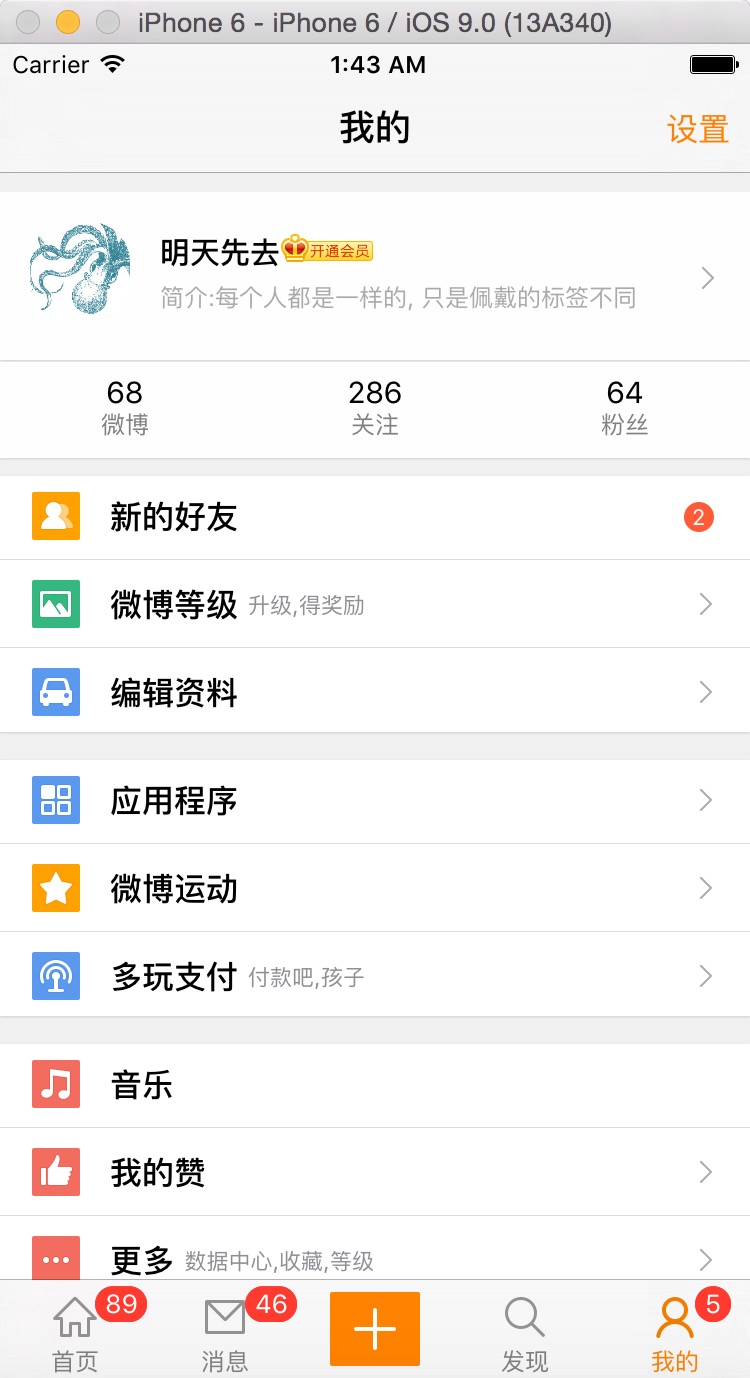 iPhone 6 - iPhone 6 / iOS 9.0 (13A340)
Carrier 1:43 AM
我的 设置
明天先去 开通会员
简介:每个人都是一样的, 只是佩戴的标签不同
68 286 64
微博 关注 粉丝
新的好友 2
微博等级 升级,得奖励
编辑资料
应用程序
微博运动
多玩支付 付款吧,孩子
音乐
我的赞
更多 数据中心,收藏,等级
89 46 5
首页 消息 发现 我的